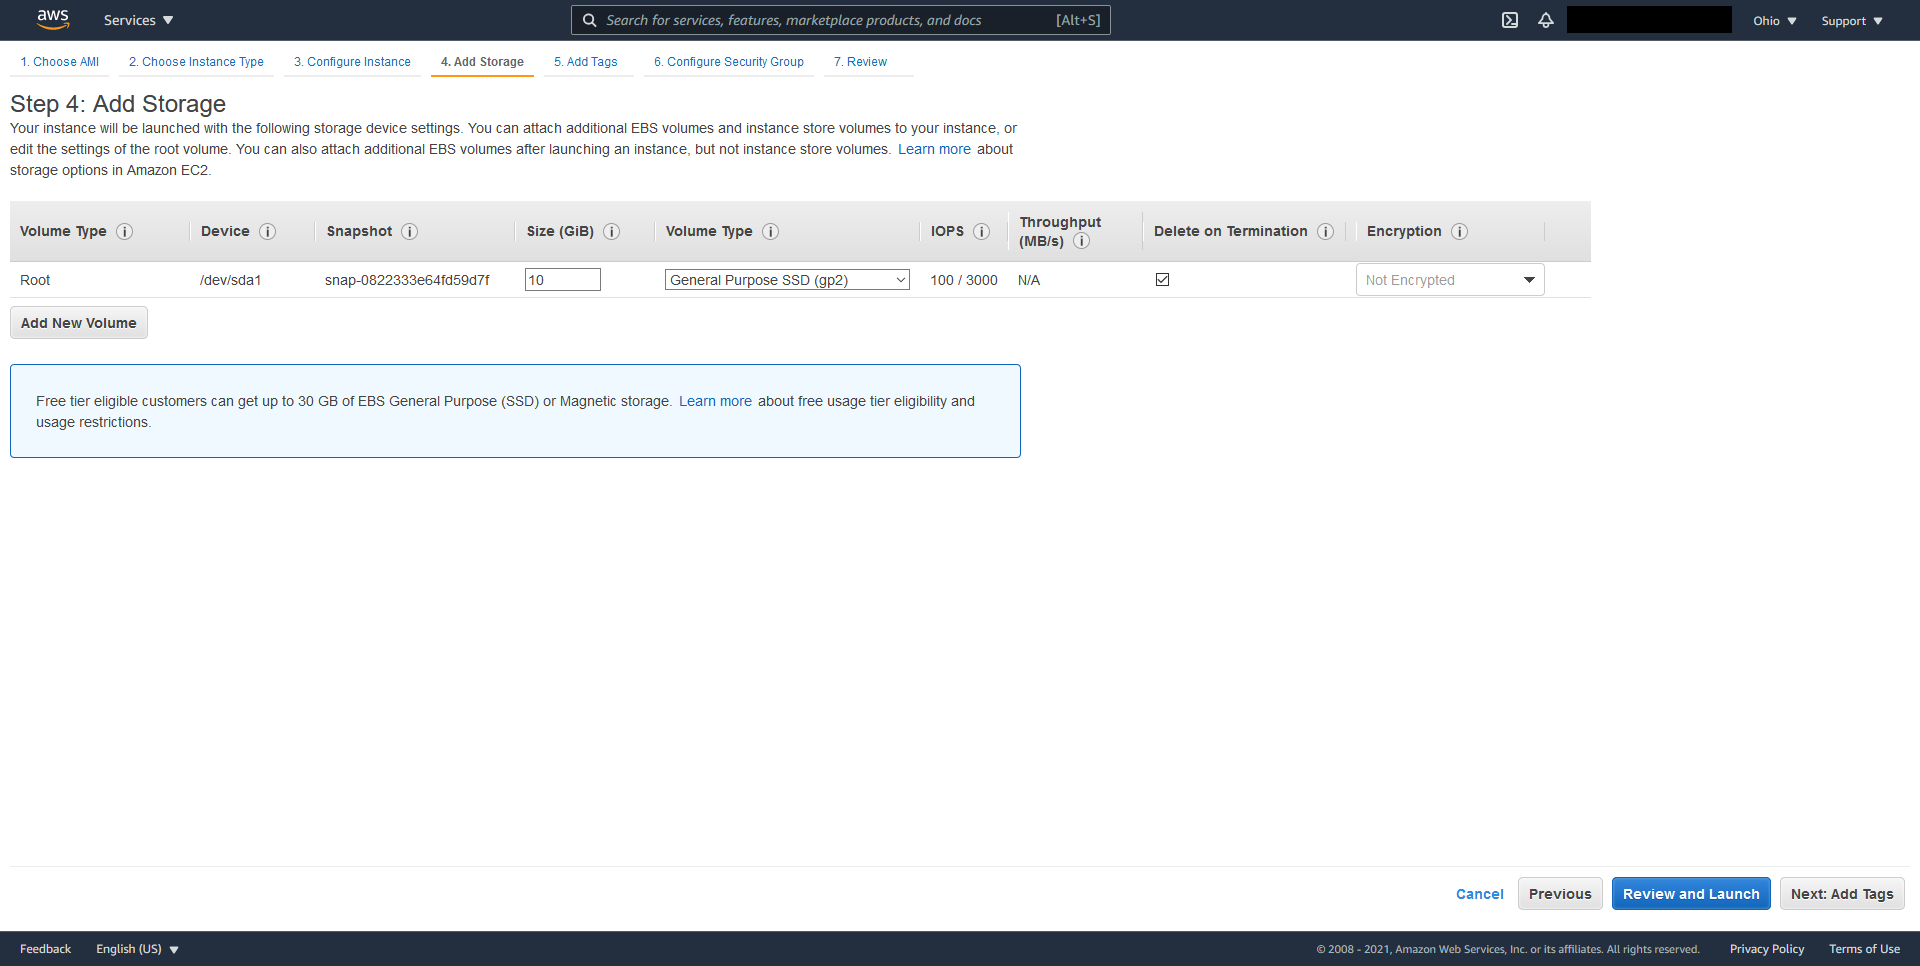 aws Services Search for services, features, marketplace products, and docs [Alt+S] Ohio Support
1. Choose AMI 2. Choose Instance Type 3. Configure Instance 4. Add Storage 5. Add Tags 6. Configure Security Group 7. Review
Step 4: Add Storage
Your instance will be launched with the following storage device settings. You can attach additional EBS volumes and instance store volumes to your instance, or
edit the settings of the root volume. You can also attach additional EBS volumes after launching an instance, but not instance store volumes. Learn more about
storage options in Amazon EC2.
Volume Type i Device i Snapshot i Size (GiB) i Volume Type i IOPS i Throughput (MB/s) i Delete on Termination i Encryption i
Root /dev/sda1 snap-0822333e64fd59d7f 10 General Purpose SSD (gp2) 100 / 3000 N/A Not Encrypted
Add New Volume
Free tier eligible customers can get up to 30 GB of EBS General Purpose (SSD) or Magnetic storage. Learn more about free usage tier eligibility and
usage restrictions.
Cancel Previous Review and Launch Next: Add Tags
Feedback English (US) © 2008 - 2021, Amazon Web Services, Inc. or its affiliates. All rights reserved. Privacy Policy Terms of Use